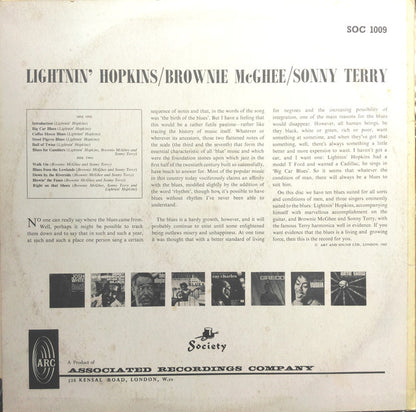 SOC 1009
LIGHTNIN' HOPKINS/BROWNIE McGHEE/SONNY TERRY
SIDE ONE
Introduction (Lightnin' Hopkins)
Big Car Blues (Lightnin' Hopkins)
Coffee House Blues (Lightnin' Hopkins)
Stool Pigeon Blues (Lightnin' Hopkins)
Ball of Twine (Lightnin' Hopkins)
Blues for Gamblers (Lightnin' Hopkins, Brownie McGhee and
Sonny Terry)
SIDE TWO
Walk On (Brownie McGhee and Sonny Terry)
Blues from the Lowlands (Brownie McGhee and Sonny Terry)
Down by the Riverside (Brownie McGhee and Sonny Terry)
Blowin' the Fuses (Brownie McGhee and Sonny Terry)
Right on that Shore (Brownie McGhee, Sonny Terry and
Lightnin' Hopkins)
NO one can really say where the blues came from.
Well, perhaps it might be possible to track
them down and to say that in such and such a year,
at such and such a place one person sang a certain
sequence of notes and that, in the words of the song
was 'the birth of the blues'. But I have a feeling that
this would be a rather futile pastime—rather like
tracing the history of music itself. Whatever or
wherever its ancestors, those two flattened notes of
the scale (the third and the seventh) that form the
essential characteristic of all 'blue' music and which
were the foundation stones upon which jazz in the
first half of the twentieth century built so successfully,
have much to answer for. Most of the popular music
in that country today vociferously claims an affinity
with the blues, modified slightly by the addition of
the word 'rhythm', though, how it's possible to have
blues without rhythm I've never once been able to
understand.
The blues is a hardy growth, however, and it will
probably continue to exist until some enlightened
being outlaws misery and unhappiness. At one time
it was thought that with a better standard of living
for negroes and the increasing possibility of
integration, one of the main reasons for the blues
would disappear. However, all human beings, be
they black, white or green, rich or poor, want
something or someone, and if they can't want
something, well, there's always something a little
better and more expensive to want. I haven't got a
car, and I want one: Lightnin' Hopkins had a
model T Ford and wanted a Cadillac, he sings in
'Big Car Blues'. So it seems that whatever the
condition of man, there will always be blues to
suit him.
On this disc we have ten blues suited for all sorts
and conditions of men, and three singers eminently
suited to the blues: Lightnin' Hopkins, accompanying
himself with marvellous accomplishment on the
guitar, and Brownie McGhee and Sonny Terry, with
the famous Terry harmonica well in evidence. If you
want evidence that the blues is a living and growing
force, then this is the record for you.
ray charles
GRECO
Society
ARC
A Product of
ASSOCIATED RECORDINGS COMPANY
128 KENSAL ROAD, LONDON, W.10